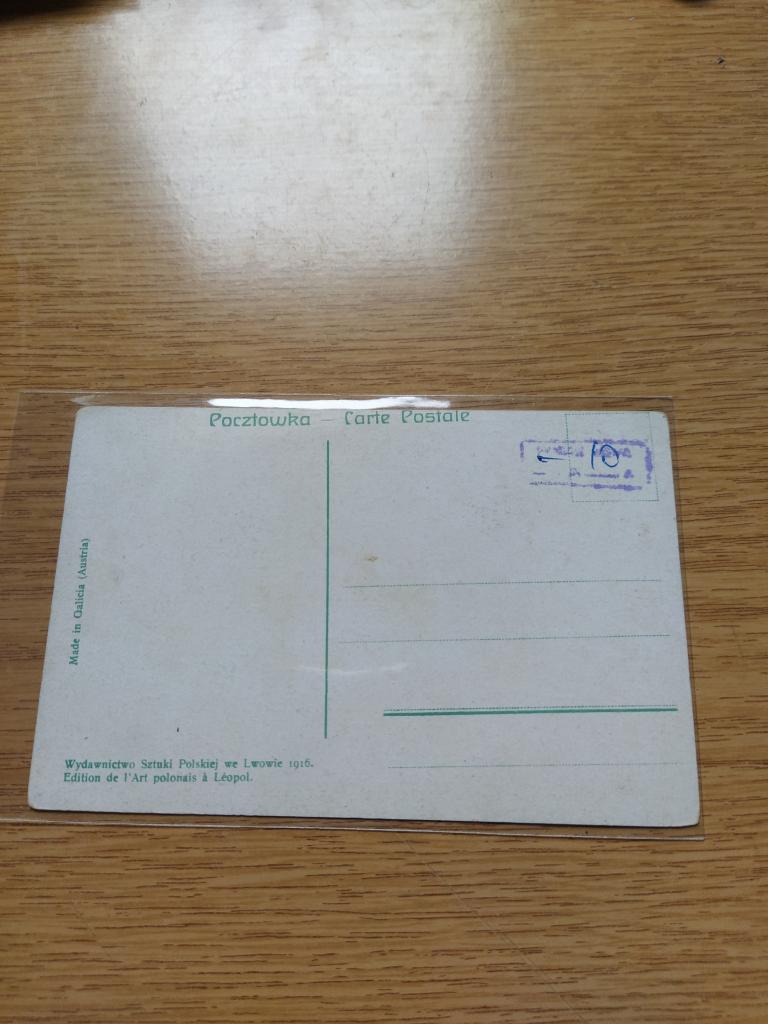 Pocztowka – Carte Postale
10
Made in Galicia (Austria)
Wydawnictwo Sztuki Polskiej we Lwowie 1916.
Edition de l'Art polonais à Léopol.